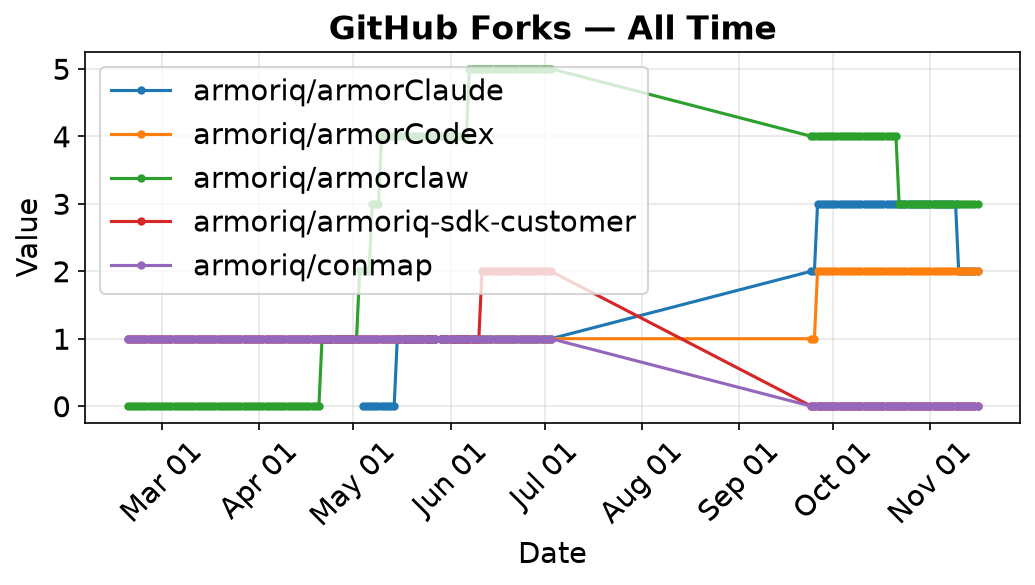 GitHub Forks — All Time
5
4
3
2
1
0
Value
armoriq/armorClaude
armoriq/armorCodex
armoriq/armorclaw
armoriq/armoriq-sdk-customer
armoriq/conmap
Mar 01
Apr 01
May 01
Jun 01
Jul 01
Aug 01
Sep 01
Oct 01
Nov 01
Date